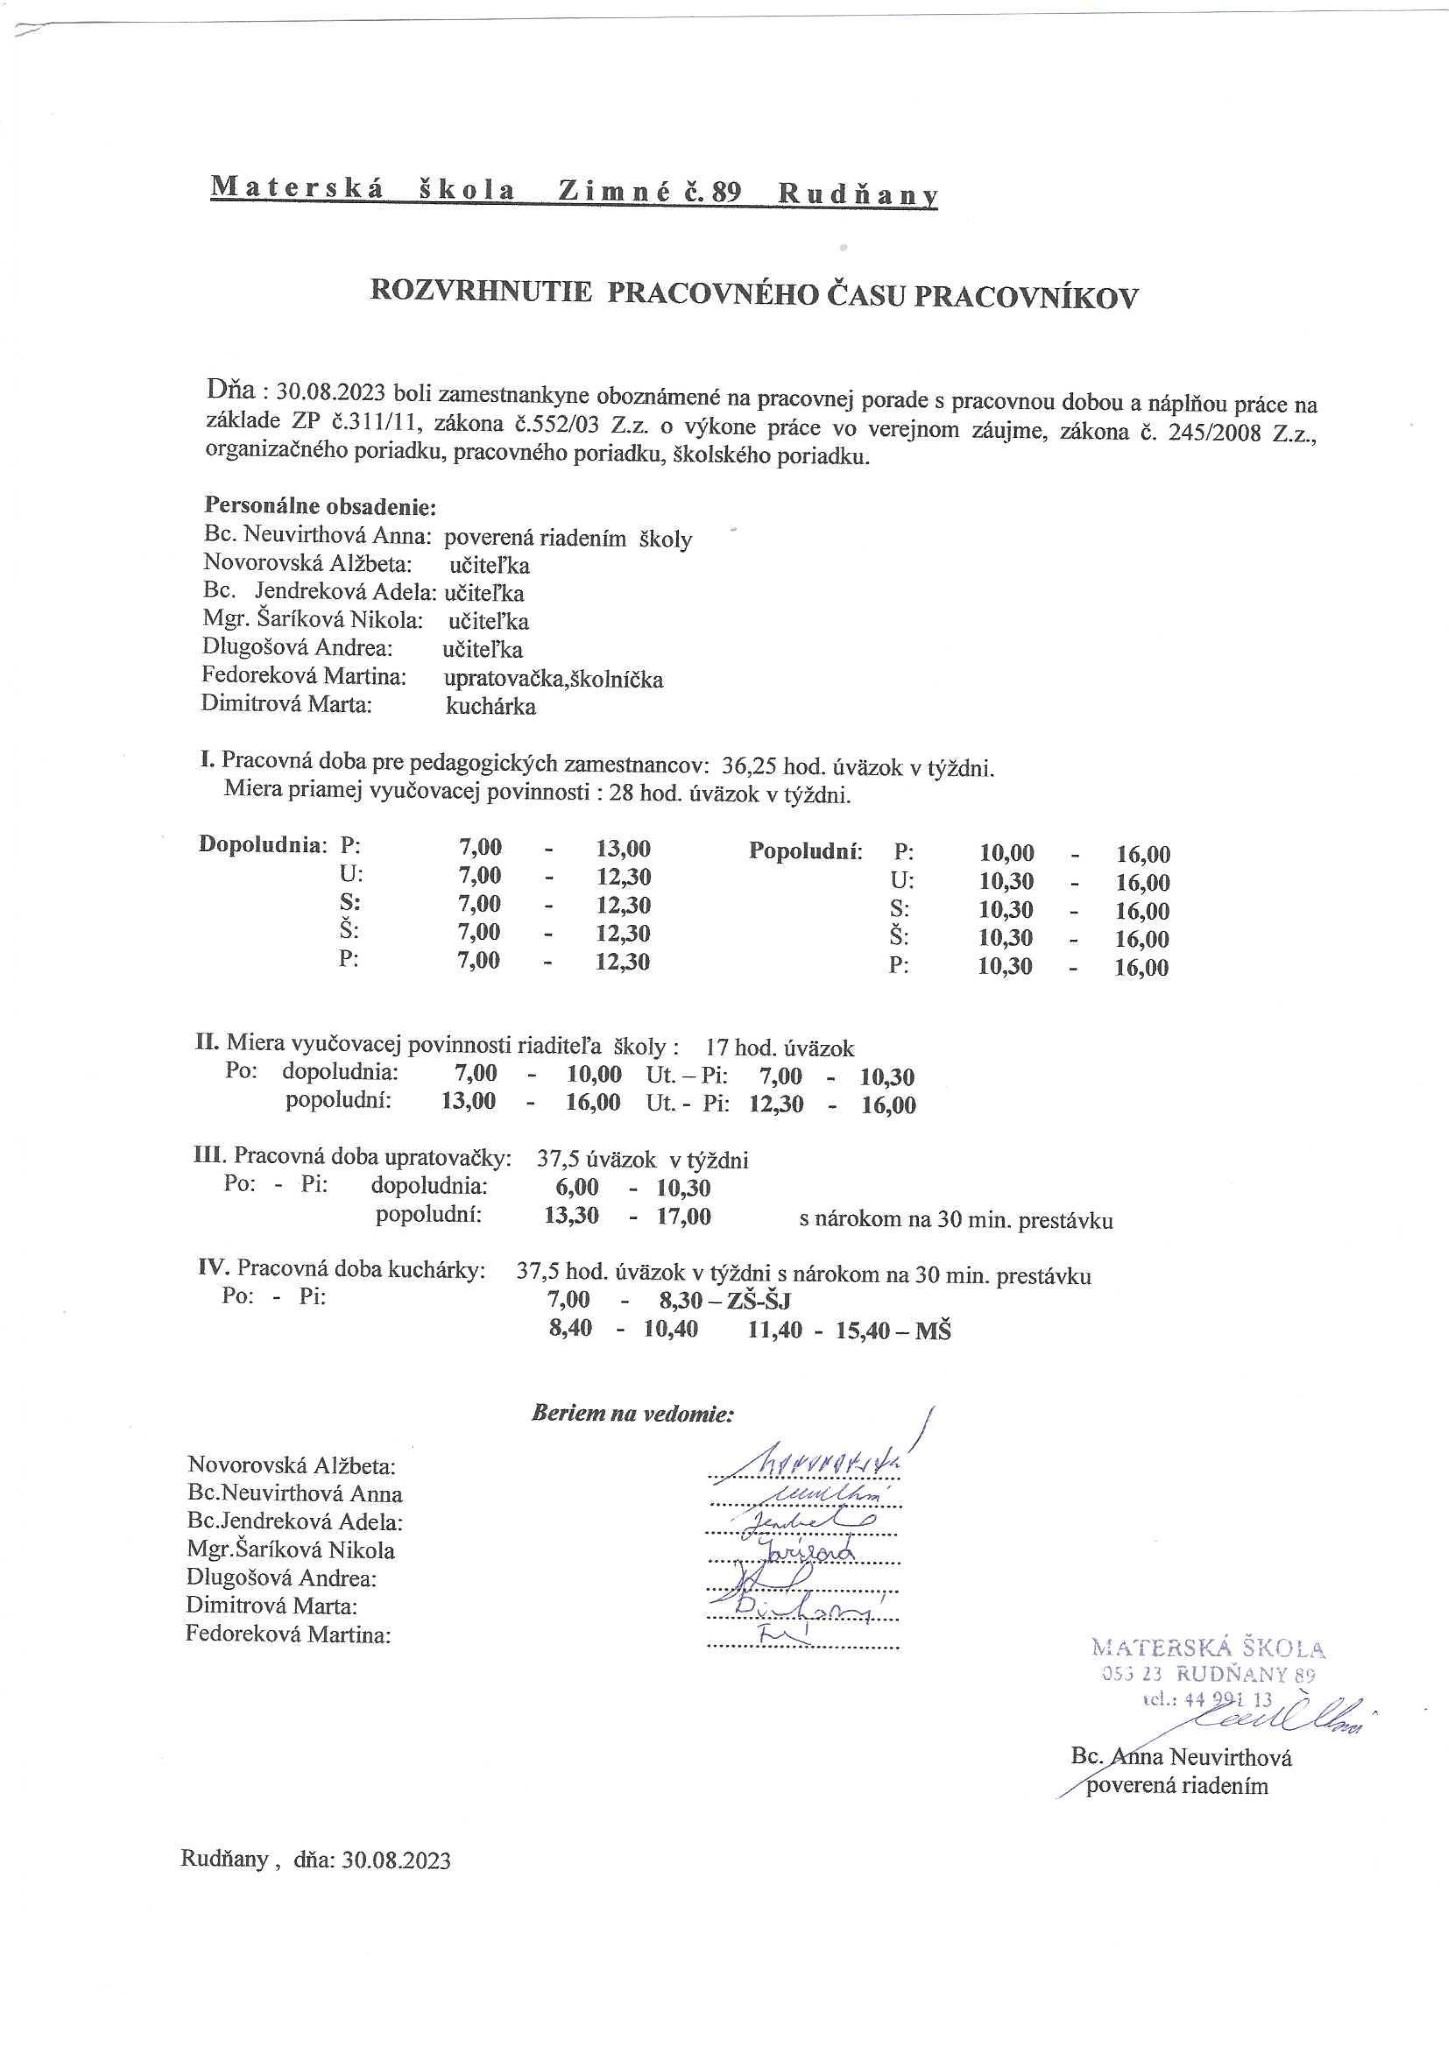 Materská škola Zimné č. 89 Rudňany
ROZVRHNUTIE PRACOVNÉHO ČASU PRACOVNÍKOV
Dňa : 30.08.2023 boli zamestnankyne oboznámené na pracovnej porade s pracovnou dobou a náplňou práce na
základe ZP č.311/11, zákona č.552/03 Z.z. o výkone práce vo verejnom záujme, zákona č. 245/2008 Z.z.,
organizačného poriadku, pracovného poriadku, školského poriadku.
Personálne obsadenie:
Bc. Neuvirthová Anna: poverená riadením školy
Novorovská Alžbeta: učiteľka
Bc. Jendreková Adela: učiteľka
Mgr. Šaríková Nikola: učiteľka
Dlugošová Andrea: učiteľka
Fedoreková Martina: upratovačka,školníčka
Dimitrová Marta: kuchárka
I. Pracovná doba pre pedagogických zamestnancov: 36,25 hod. úväzok v týždni.
Miera priamej vyučovacej povinnosti : 28 hod. úväzok v týždni.
Dopoludnia: P: 7,00 - 13,00 Popoludní: P: 10,00 - 16,00
U: 7,00 - 12,30 U: 10,30 - 16,00
S: 7,00 - 12,30 S: 10,30 - 16,00
Š: 7,00 - 12,30 Š: 10,30 - 16,00
P: 7,00 - 12,30 P: 10,30 - 16,00
II. Miera vyučovacej povinnosti riaditeľa školy : 17 hod. úväzok
Po: dopoludnia: 7,00 - 10,00 Ut. – Pi: 7,00 - 10,30
popoludní: 13,00 - 16,00 Ut. - Pi: 12,30 - 16,00
III. Pracovná doba upratovačky: 37,5 úväzok v týždni
Po: - Pi: dopoludnia: 6,00 - 10,30
popoludní: 13,30 - 17,00 s nárokom na 30 min. prestávku
IV. Pracovná doba kuchárky: 37,5 hod. úväzok v týždni s nárokom na 30 min. prestávku
Po: - Pi: 7,00 - 8,30 – ZŠ-ŠJ
8,40 - 10,40 11,40 - 15,40 – MŠ
Beriem na vedomie:
Novorovská Alžbeta:
Bc.Neuvirthová Anna
Bc.Jendreková Adela:
Mgr.Šaríková Nikola
Dlugošová Andrea:
Dimitrová Marta:
Fedoreková Martina:
MATERSKÁ ŠKOLA
053 23 RUDŇANY 89
tel.: 44 991 13
Bc. Anna Neuvirthová
poverená riadením
Rudňany , dňa: 30.08.2023